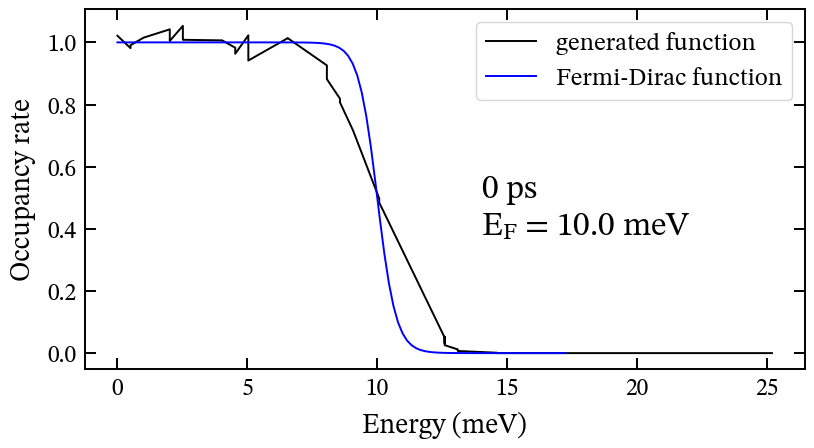 generated function
Fermi-Dirac function
1.0
0.8
0.6
0.4
0.2
0.0
Occupancy rate
0 ps
E_F = 10.0 meV
0 5 10 15 20 25
Energy (meV)